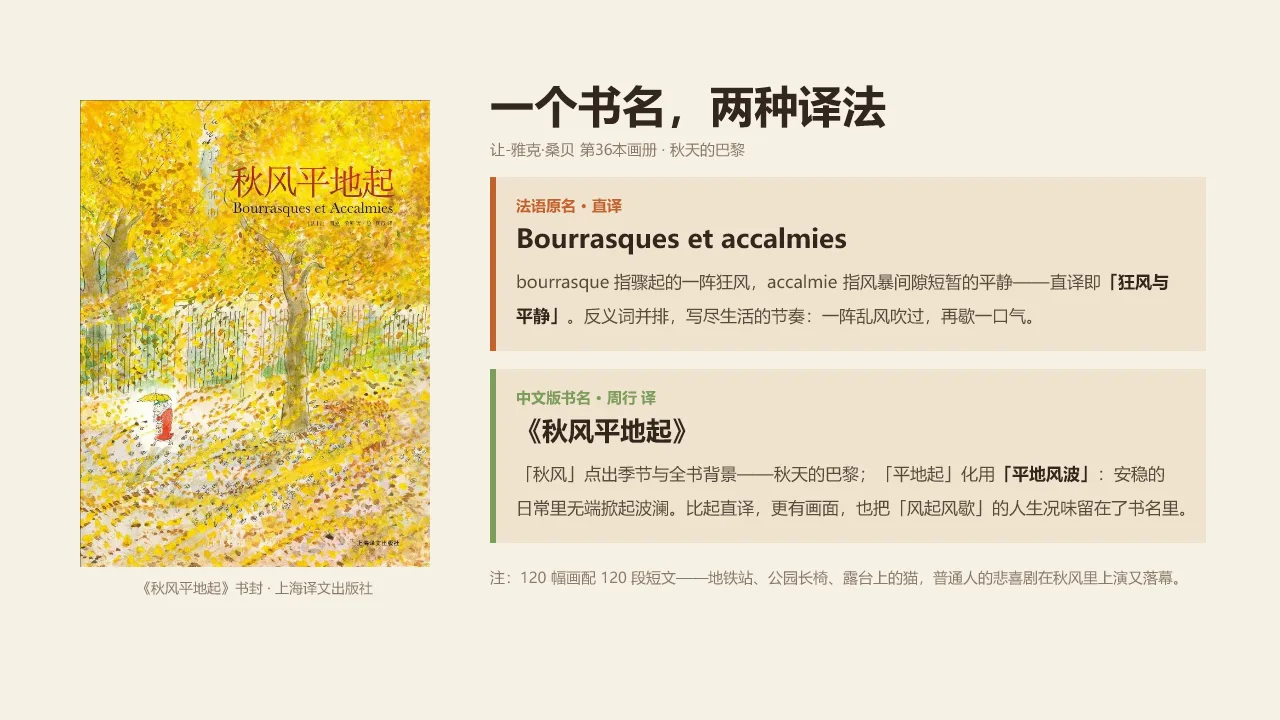 秋风平地起
Bourrasques et Accalmies
上海译文出版社
《秋风平地起》书封 · 上海译文出版社
一个书名，两种译法
让-雅克·桑贝 第36本画册 · 秋天的巴黎
法语原名 • 直译
Bourrasques et accalmies
bourrasque 指骤起的一阵狂风，accalmie 指风暴间隙短暂的平静——直译即「狂风与
平静」。反义词并排，写尽生活的节奏：一阵乱风吹过，再歇一口气。
中文版书名 • 周行 译
《秋风平地起》
「秋风」点出季节与全书背景——秋天的巴黎；「平地起」化用「平地风波」：安稳的
日常里无端掀起波澜。比起直译，更有画面，也把「风起风歇」的人生况味留在了书名里。
注：120 幅画配 120 段短文——地铁站、公园长椅、露台上的猫，普通人的悲喜剧在秋风里上演又落幕。